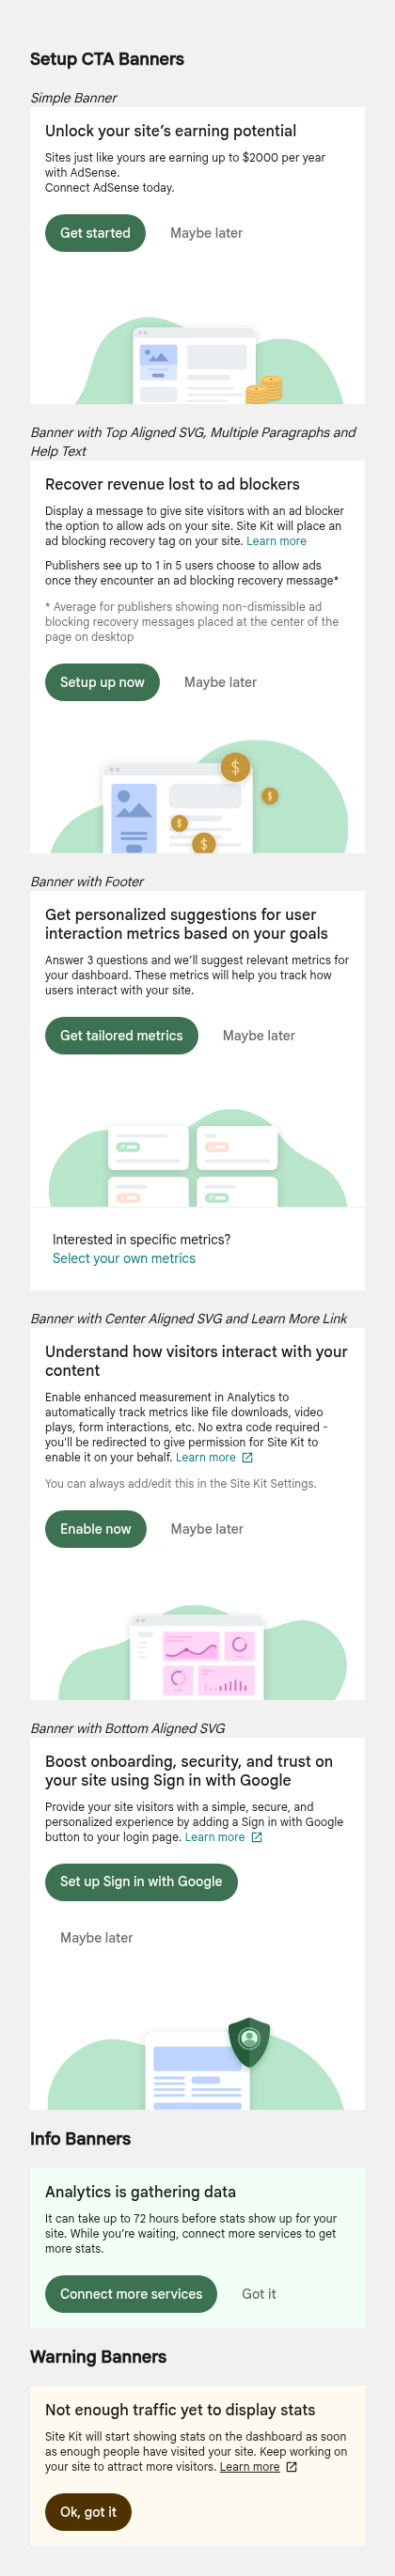 Setup CTA Banners
Simple Banner
Unlock your site’s earning potential
Sites just like yours are earning up to $2000 per year
with AdSense.
Connect AdSense today.
Get started
Maybe later
Banner with Top Aligned SVG, Multiple Paragraphs and
Help Text
Recover revenue lost to ad blockers
Display a message to give site visitors with an ad blocker
the option to allow ads on your site. Site Kit will place an
ad blocking recovery tag on your site. Learn more
Publishers see up to 1 in 5 users choose to allow ads
once they encounter an ad blocking recovery message*
* Average for publishers showing non-dismissible ad
blocking recovery messages placed at the center of the
page on desktop
Setup up now
Maybe later
$
$
$
$
Banner with Footer
Get personalized suggestions for user
interaction metrics based on your goals
Answer 3 questions and we’ll suggest relevant metrics for
your dashboard. These metrics will help you track how
users interact with your site.
Get tailored metrics
Maybe later
Interested in specific metrics?
Select your own metrics
Banner with Center Aligned SVG and Learn More Link
Understand how visitors interact with your
content
Enable enhanced measurement in Analytics to
automatically track metrics like file downloads, video
plays, form interactions, etc. No extra code required -
you'll be redirected to give permission for Site Kit to
enable it on your behalf. Learn more
You can always add/edit this in the Site Kit Settings.
Enable now
Maybe later
Banner with Bottom Aligned SVG
Boost onboarding, security, and trust on
your site using Sign in with Google
Provide your site visitors with a simple, secure, and
personalized experience by adding a Sign in with Google
button to your login page. Learn more
Set up Sign in with Google
Maybe later
Info Banners
Analytics is gathering data
It can take up to 72 hours before stats show up for your
site. While you’re waiting, connect more services to get
more stats.
Connect more services
Got it
Warning Banners
Not enough traffic yet to display stats
Site Kit will start showing stats on the dashboard as soon
as enough people have visited your site. Keep working on
your site to attract more visitors. Learn more
Ok, got it